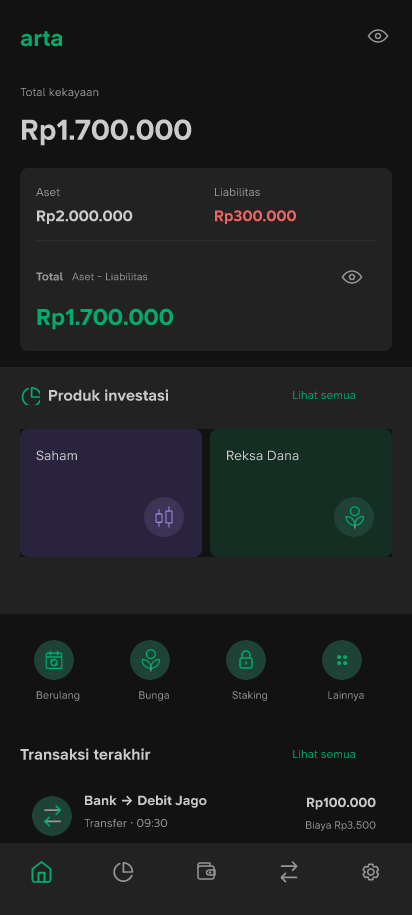 arta
Total kekayaan
Rp1.700.000
Aset Liabilitas
Rp2.000.000 Rp300.000
Total Aset - Liabilitas
Rp1.700.000
Produk investasi Lihat semua
Saham Reksa Dana
Berulang Bunga Staking Lainnya
Transaksi terakhir Lihat semua
Bank → Debit Jago Rp100.000
Transfer · 09:30 Biaya Rp3.500